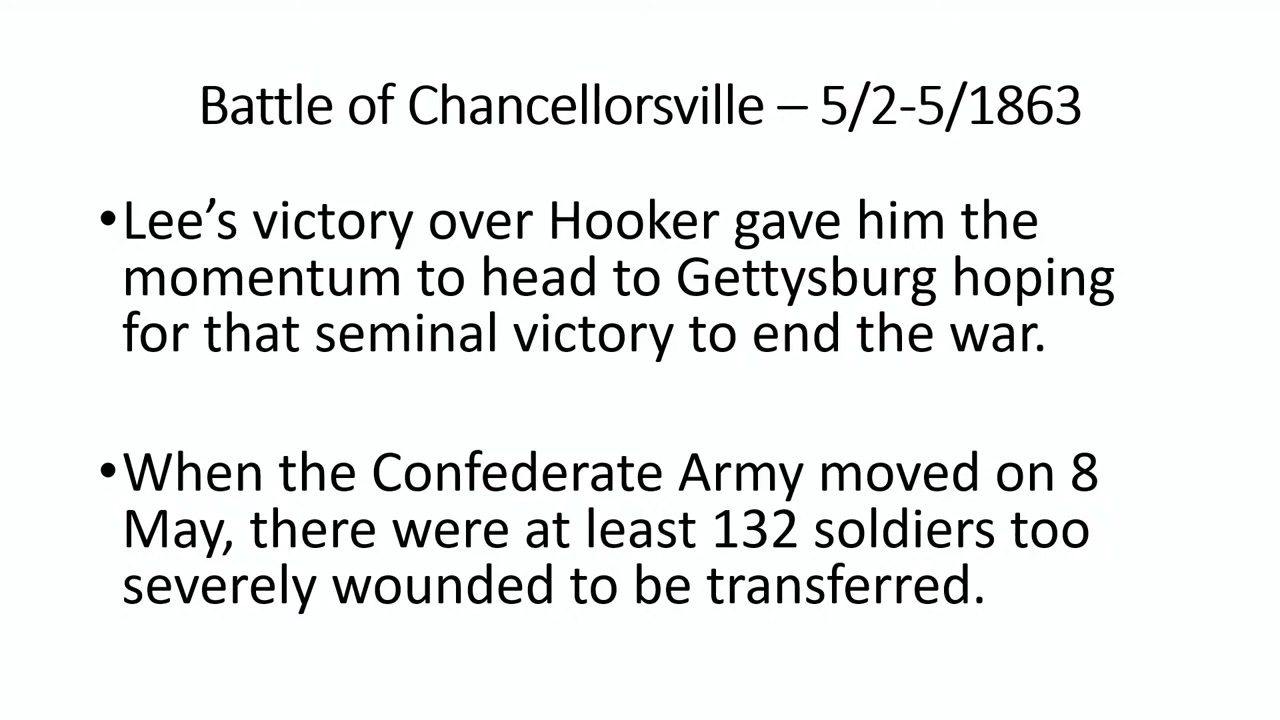 Battle of Chancellorsville – 5/2-5/1863
•Lee’s victory over Hooker gave him the
momentum to head to Gettysburg hoping
for that seminal victory to end the war.
•When the Confederate Army moved on 8
May, there were at least 132 soldiers too
severely wounded to be transferred.